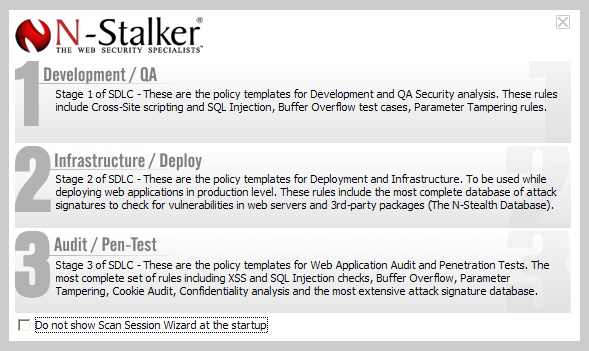 N-Stalker®
THE WEB SECURITY SPECIALISTS™
1 Development / QA
Stage 1 of SDLC - These are the policy templates for Development and QA Security analysis. These rules
include Cross-Site scripting and SQL Injection, Buffer Overflow test cases, Parameter Tampering rules.
1
2 Infrastructure / Deploy
Stage 2 of SDLC - These are the policy templates for Deployment and Infrastructure. To be used while
deploying web applications in production level. These rules include the most complete database of attack
signatures to check for vulnerabilities in web servers and 3rd-party packages (The N-Stealth Database).
2
3 Audit / Pen-Test
Stage 3 of SDLC - These are the policy templates for Web Application Audit and Penetration Tests. The
most complete set of rules including XSS and SQL Injection checks, Buffer Overflow, Parameter
Tampering, Cookie Audit, Confidentiality analysis and the most extensive attack signature database.
3
Do not show Scan Session Wizard at the startup